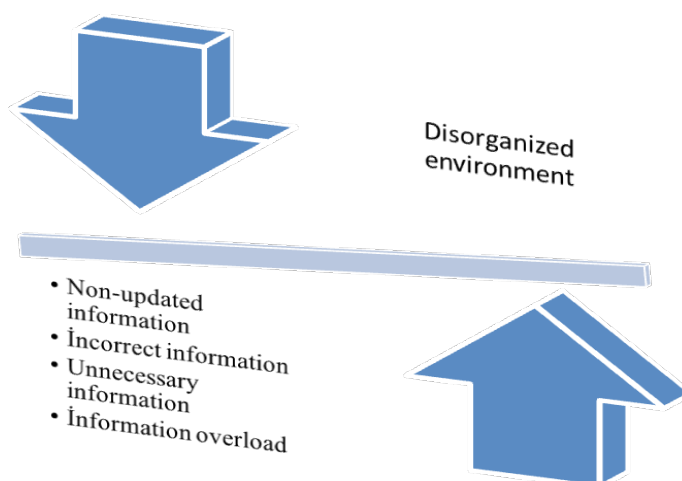 Disorganized
environment
• Non-updated
information
• İncorrect information
• Unnecessary
information
• İnformation overload